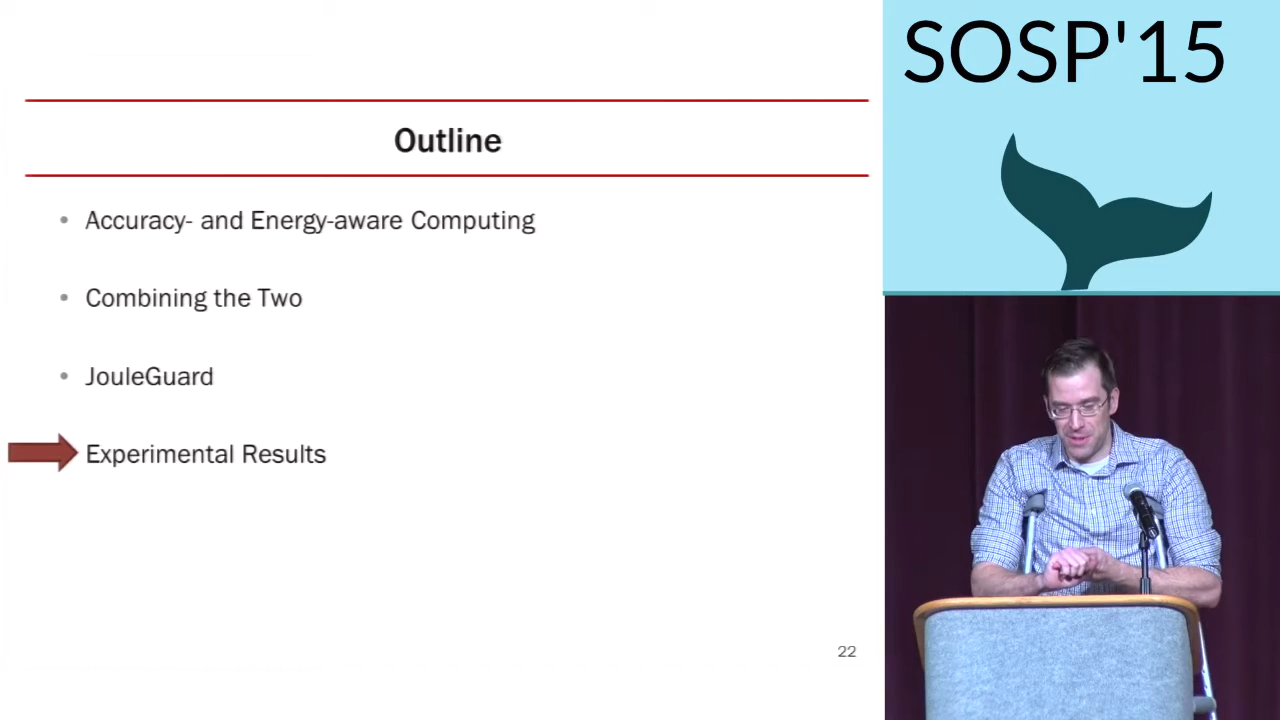 SOSP'15
Outline
• Accuracy- and Energy-aware Computing
• Combining the Two
• JouleGuard
Experimental Results
22